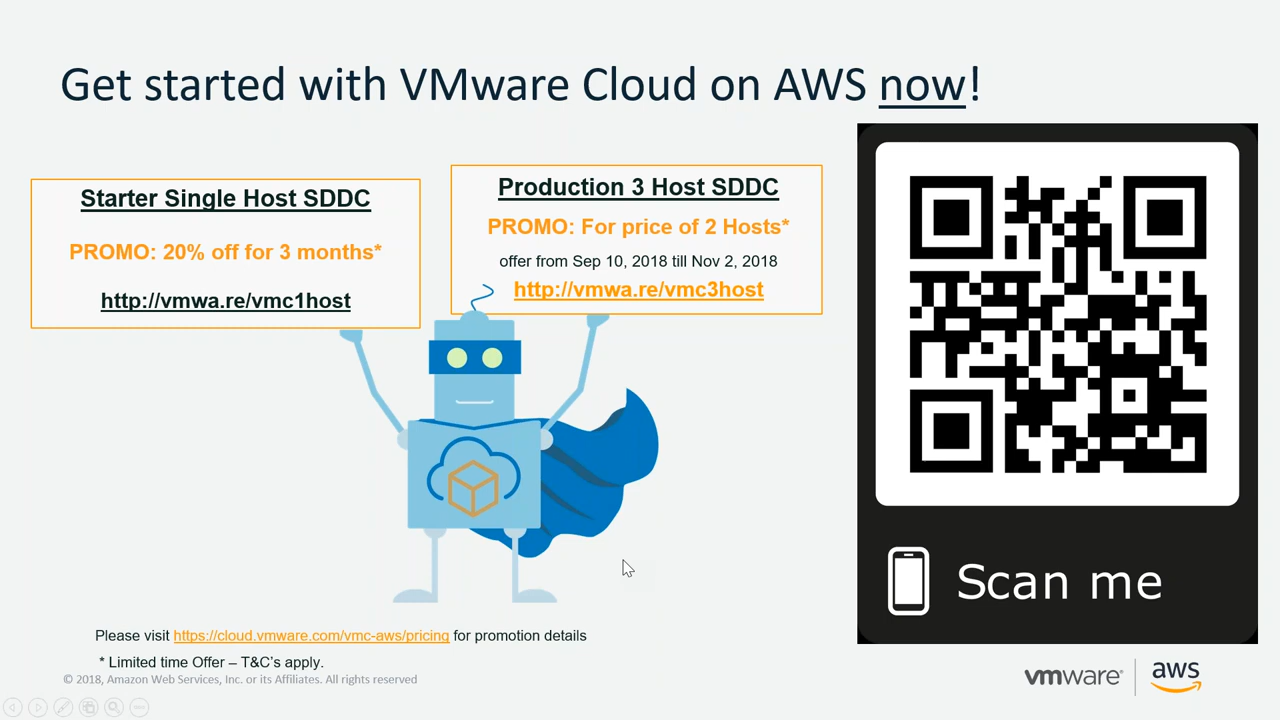 Get started with VMware Cloud on AWS now!
Starter Single Host SDDC
PROMO: 20% off for 3 months*
http://vmwa.re/vmc1host
Production 3 Host SDDC
PROMO: For price of 2 Hosts*
offer from Sep 10, 2018 till Nov 2, 2018
http://vmwa.re/vmc3host
Scan me
Please visit https://cloud.vmware.com/vmc-aws/pricing for promotion details
* Limited time Offer – T&C's apply.
© 2018, Amazon Web Services, Inc. or its Affiliates. All rights reserved
vmware®
aws